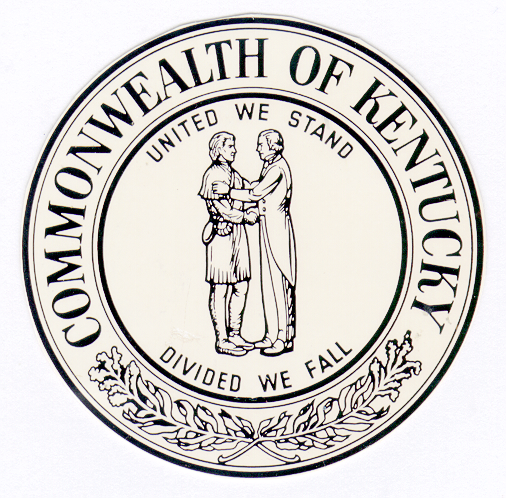 COMMONWEALTH OF KENTUCKY
UNITED WE STAND
DIVIDED WE FALL